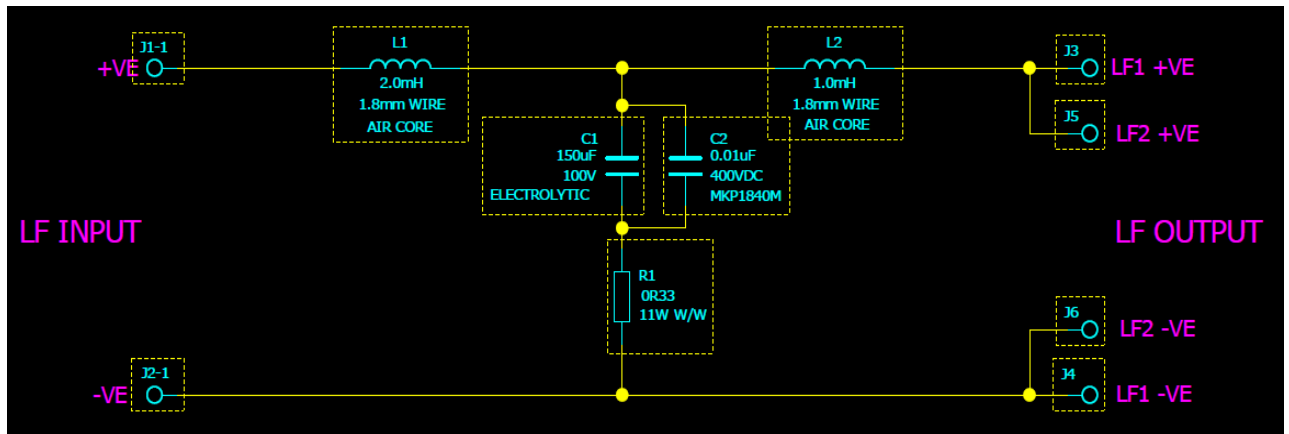 J1-1
+VE
L1
2.0mH
1.8mm WIRE
AIR CORE
L2
1.0mH
1.8mm WIRE
AIR CORE
J3
LF1 +VE
J5
LF2 +VE
C1
150uF
100V
ELECTROLYTIC
C2
0.01uF
400VDC
MKP1840M
LF INPUT
LF OUTPUT
R1
0R33
11W W/W
J6
LF2 -VE
J2-1
-VE
J4
LF1 -VE